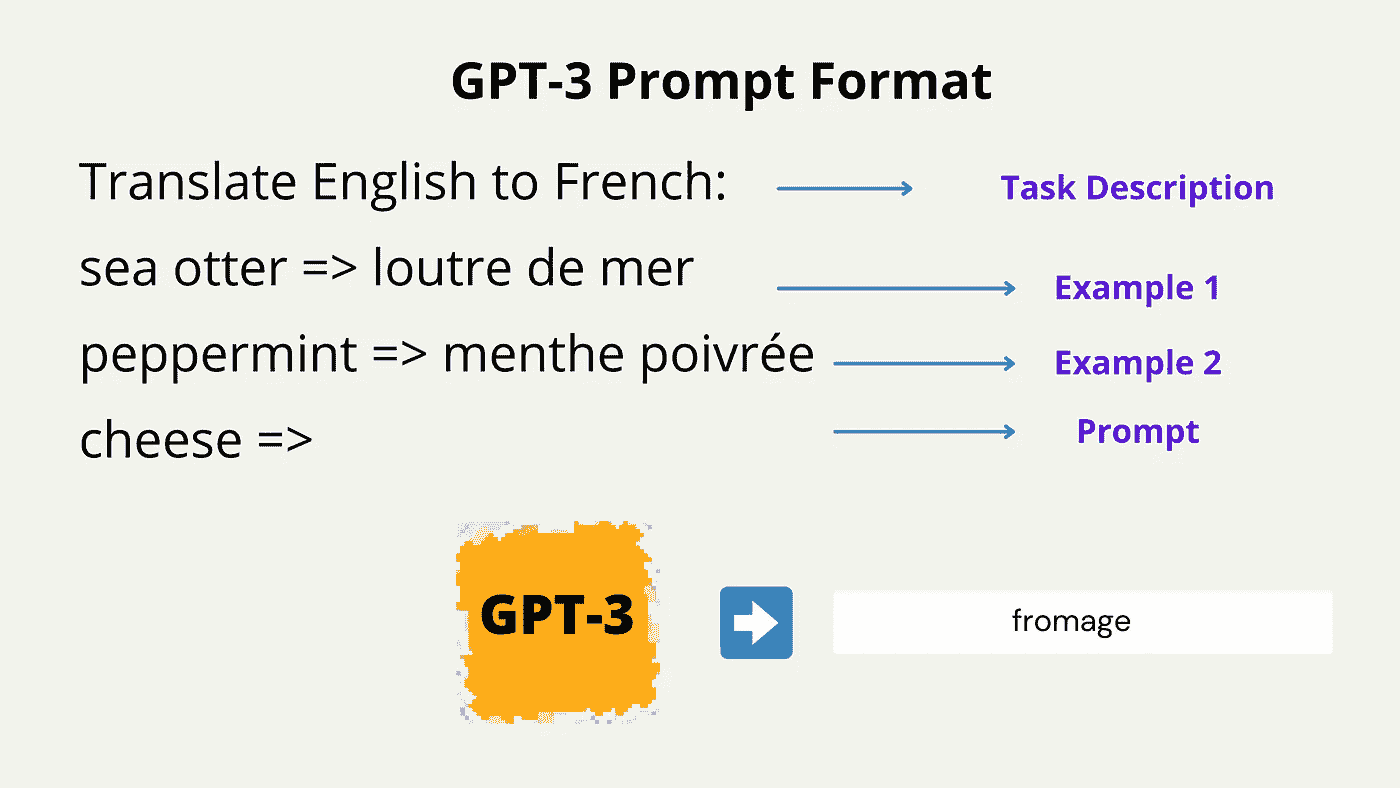 GPT-3 Prompt Format
Translate English to French:
Task Description
sea otter => loutre de mer
Example 1
peppermint => menthe poivrée
Example 2
cheese =>
Prompt
GPT-3
fromage